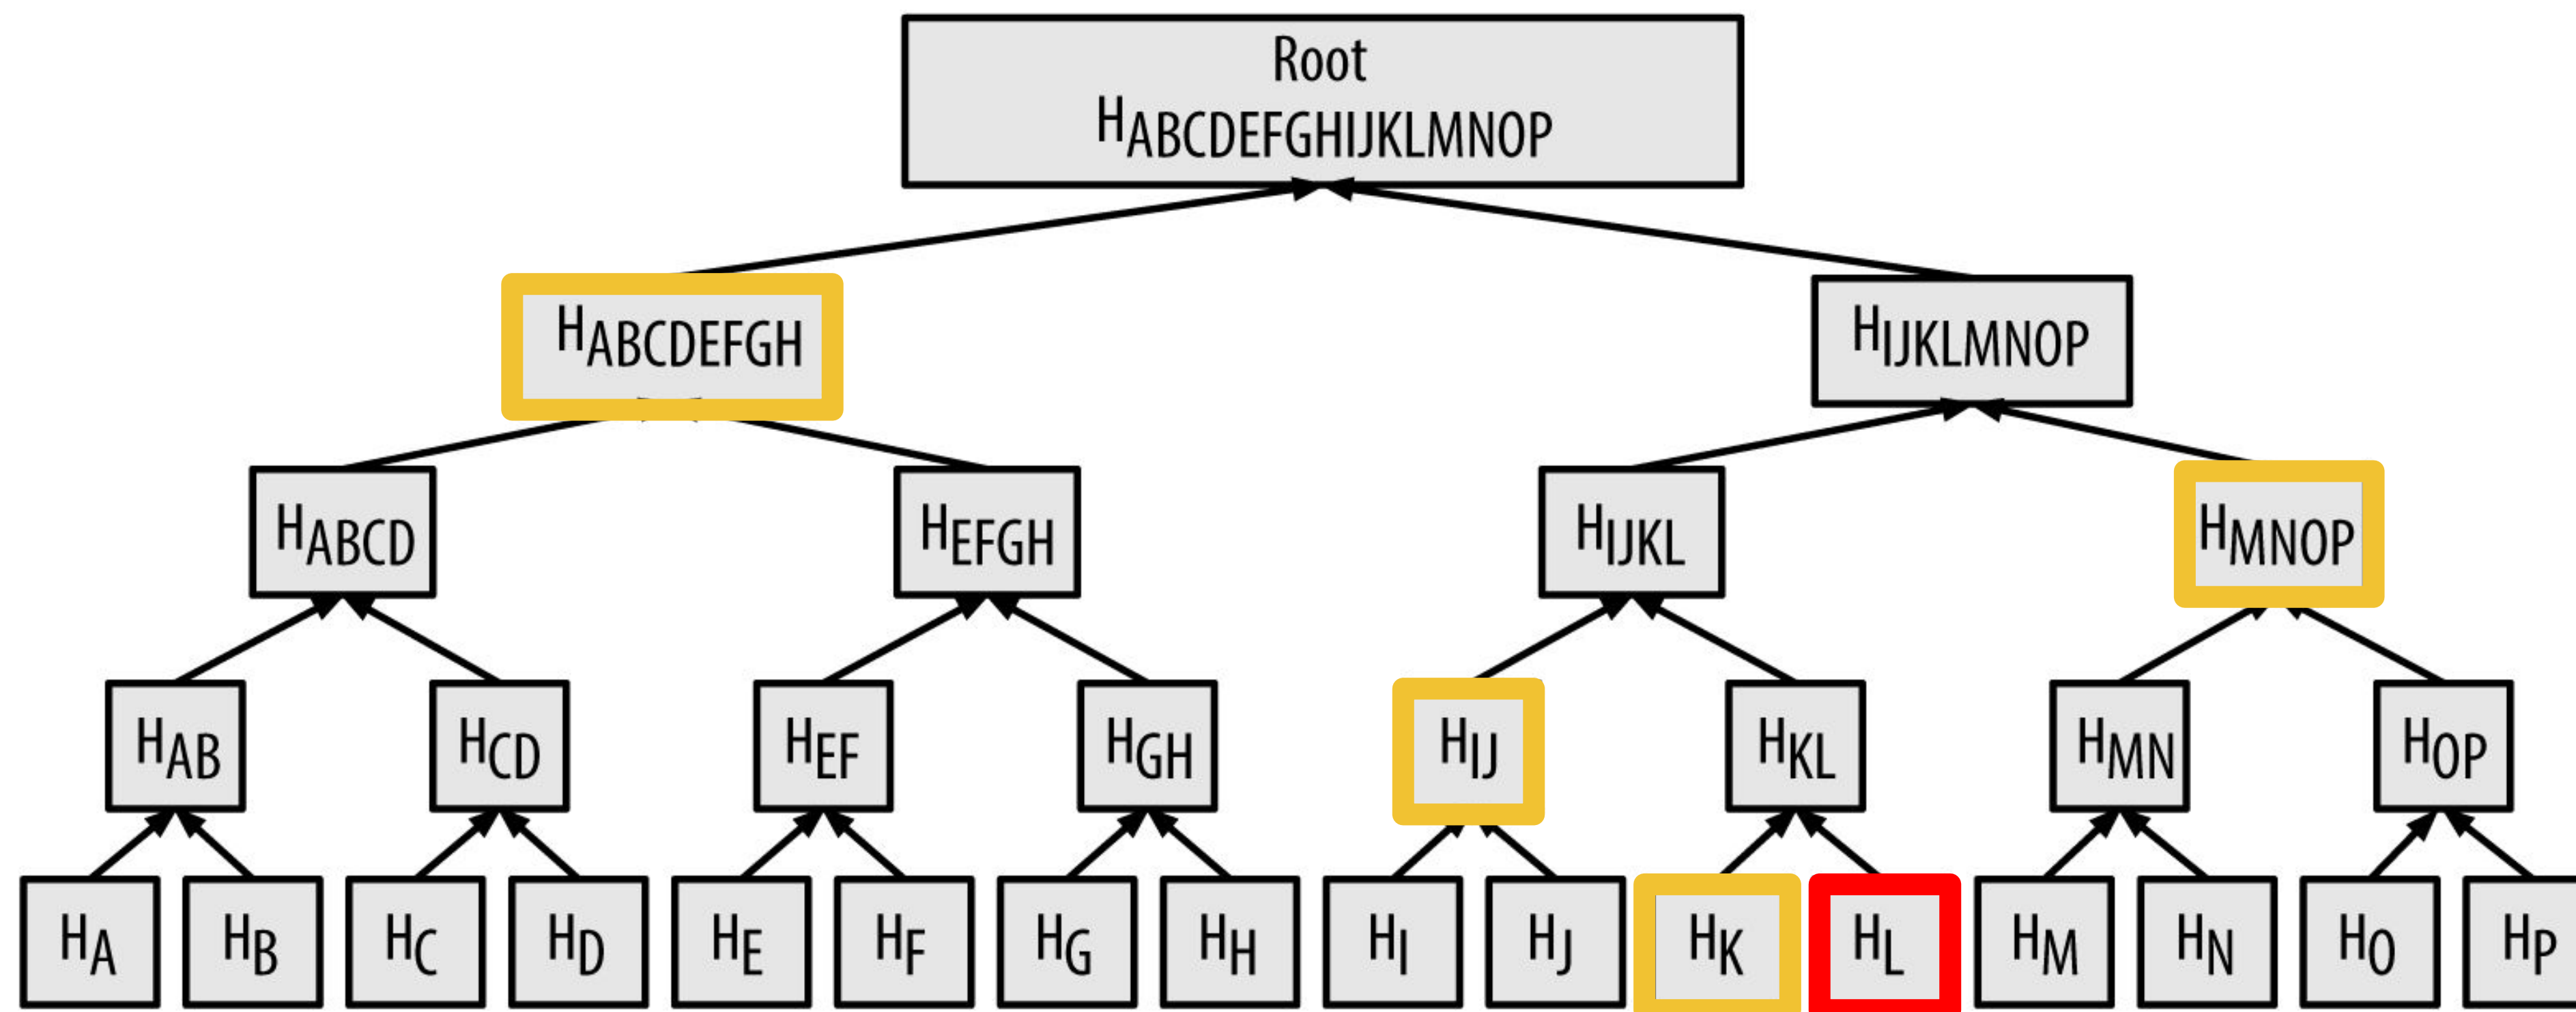 Root
HABCDEFGHIJKLMNOP
HABCDEFGH
HIJKLMNOP
HABCD
HEFGH
HIJKL
HMNOP
HAB
HCD
HEF
HGH
HIJ
HKL
HMN
HOP
HA
HB
HC
HD
HE
HF
HG
HH
HI
HJ
HK
HL
HM
HN
HO
HP